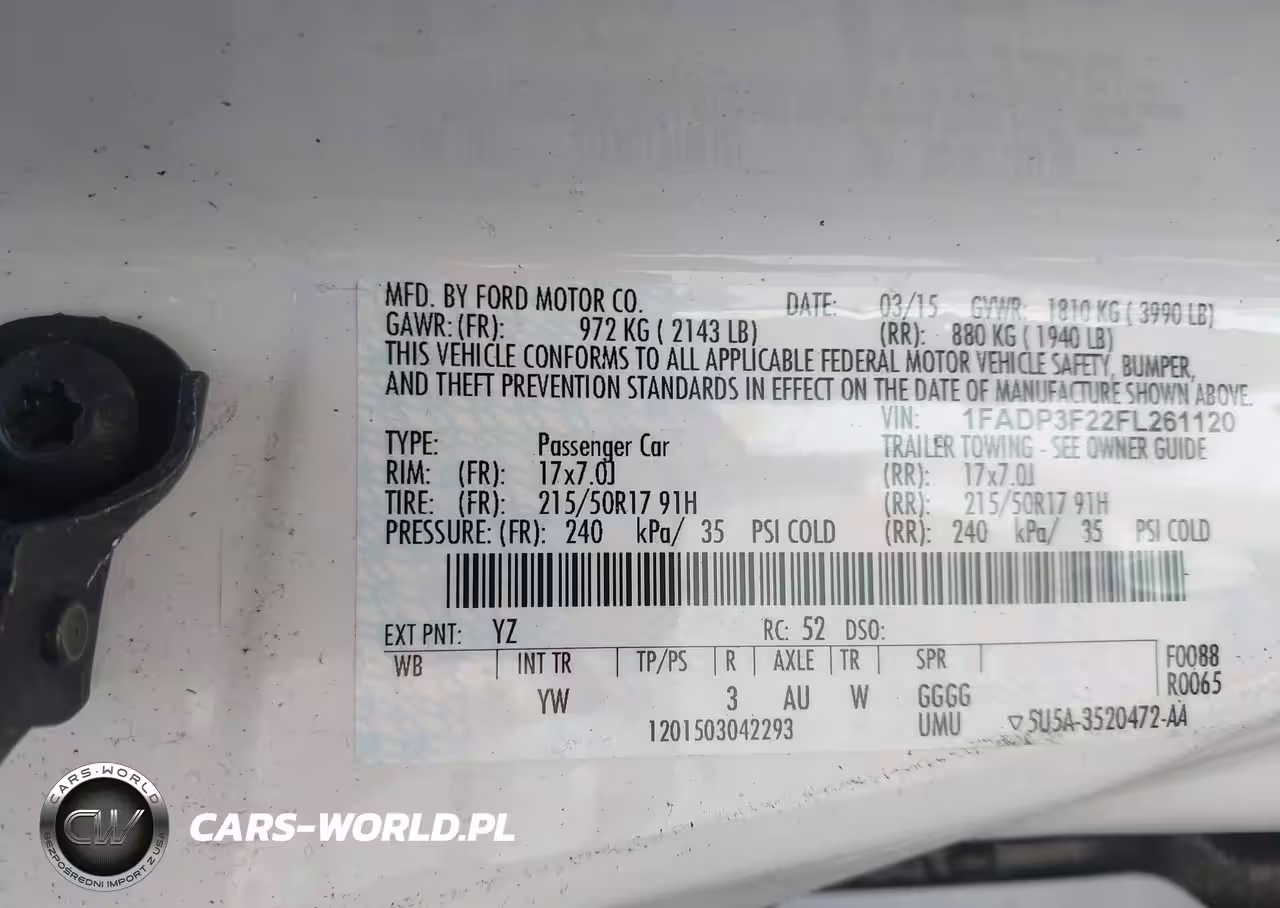 MFD. BY FORD MOTOR CO. DATE: 03/15 GVWR: 1810 KG ( 3990 LB)
GAWR: (FR): 972 KG ( 2143 LB) (RR): 880 KG ( 1940 LB)
THIS VEHICLE CONFORMS TO ALL APPLICABLE FEDERAL MOTOR VEHICLE SAFETY, BUMPER,
AND THEFT PREVENTION STANDARDS IN EFFECT ON THE DATE OF MANUFACTURE SHOWN ABOVE.
VIN: 1FADP3F22FL261120
TYPE: Passenger Car TRAILER TOWING - SEE OWNER GUIDE
RIM: (FR): 17x7.0J (RR): 17x7.0J
TIRE: (FR): 215/50R17 91H (RR): 215/50R17 91H
PRESSURE: (FR): 240 kPa/ 35 PSI COLD (RR): 240 kPa/ 35 PSI COLD
EXT PNT: YZ RC: 52 DSO:
WB INT TR TP/PS R AXLE TR SPR F0088
YW 3 AU W GGGG R0065
1201503042293 UMU ▽5U5A-3520472-AA
CARS-WORLD
CW
BEZPOŚREDNI IMPORT Z USA
CARS-WORLD.PL